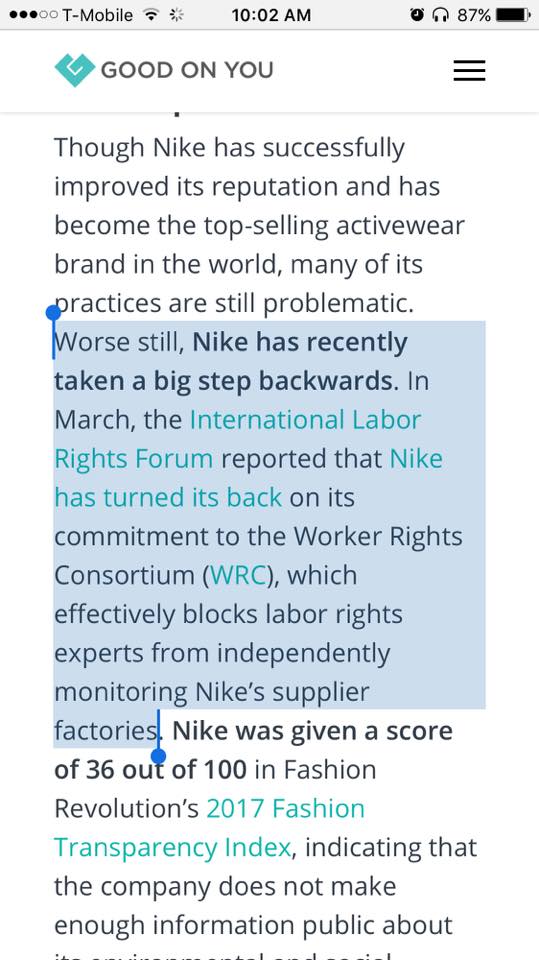 T-Mobile 10:02 AM 87%
GOOD ON YOU
Though Nike has successfully
improved its reputation and has
become the top-selling activewear
brand in the world, many of its
practices are still problematic.
Worse still, Nike has recently
taken a big step backwards. In
March, the International Labor
Rights Forum reported that Nike
has turned its back on its
commitment to the Worker Rights
Consortium (WRC), which
effectively blocks labor rights
experts from independently
monitoring Nike’s supplier
factories. Nike was given a score
of 36 out of 100 in Fashion
Revolution’s 2017 Fashion
Transparency Index, indicating that
the company does not make
enough information public about
its environmental and social